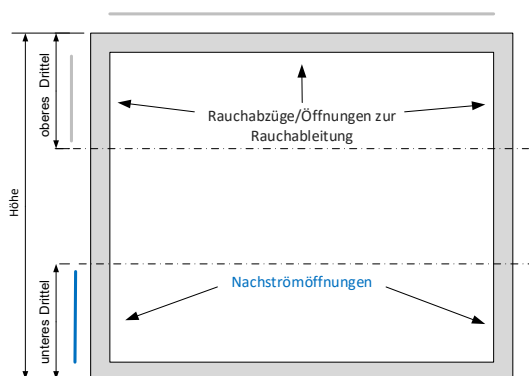 oberes Drittel
Rauchabzüge/Öffnungen zur
Rauchableitung
Höhe
unteres Drittel
Nachströmöffnungen